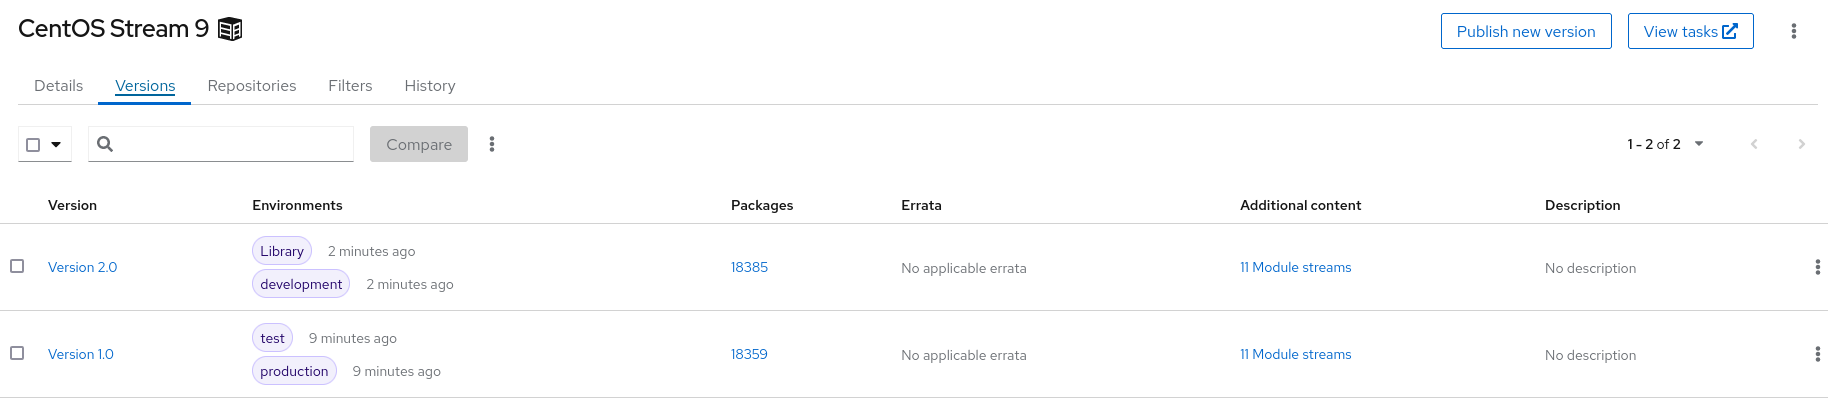 CentOS Stream 9
Publish new version
View tasks
Details Versions Repositories Filters History
Compare
1 - 2 of 2
Version Environments Packages Errata Additional content Description
Version 2.0 Library 2 minutes ago 18385 No applicable errata 11 Module streams No description
development 2 minutes ago
Version 1.0 test 9 minutes ago 18359 No applicable errata 11 Module streams No description
production 9 minutes ago